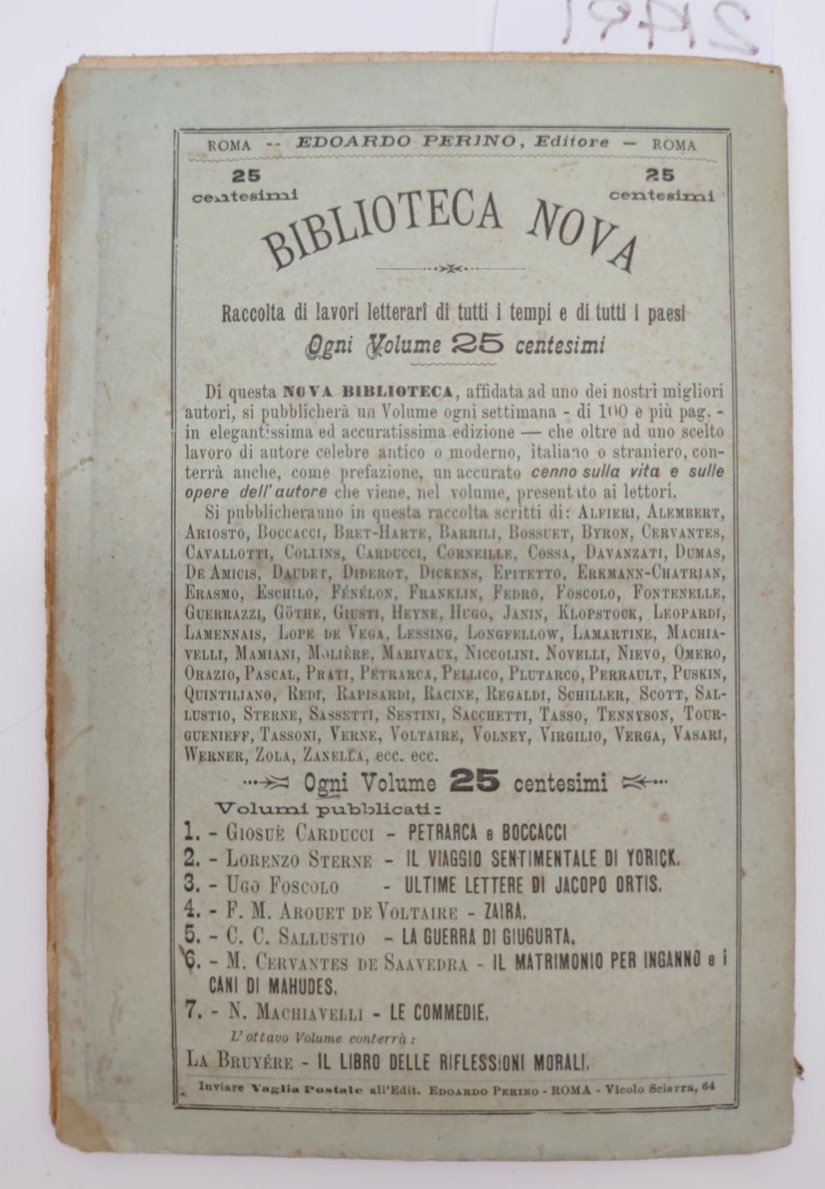 21791
ROMA -- EDOARDO PERINO, Editore — ROMA
25 25
centesimi centesimi
BIBLIOTECA NOVA
Raccolta di lavori letterarî di tutti i tempi e di tutti i paesi
Ogni Volume 25 centesimi
Di questa NOVA BIBLIOTECA, affidata ad uno dei nostri migliori
autori, si pubblicherà un Volume ogni settimana - di 100 e più pag. -
in elegantissima ed accuratissima edizione — che oltre ad uno scelto
lavoro di autore celebre antico o moderno, italiano o straniero, con-
terrà anche, come prefazione, un accurato cenno sulla vita e sulle
opere dell'autore che viene, nel volume, presentato ai lettori.
Si pubblicheranno in questa raccolta scritti di: ALFIERI, ALEMBERT,
ARIOSTO, BOCCACCI, BRET-HARTE, BARRILI, BOSSUET, BYRON, CERVANTES,
CAVALLOTTI, COLLINS, CARDUCCI, CORNEILLE, COSSA, DAVANZATI, DUMAS,
DE AMICIS, DAUDET, DIDEROT, DICKENS, EPITETTO, ERKMANN-CHATRIAN,
ERASMO, ESCHILO, FÉNÉLON, FRANKLIN, FEDRO, FOSCOLO, FONTENELLE,
GUERRAZZI, GÖTHE, GIUSTI, HEYNE, HUGO, JANIN, KLOPSTOCK, LEOPARDI,
LAMENNAIS, LOPE DE VEGA, LESSING, LONGFELLOW, LAMARTINE, MACHIA-
VELLI, MAMIANI, MOLIÈRE, MARIVAUX, NICCOLINI, NOVELLI, NIEVO, OMERO,
ORAZIO, PASCAL, PRATI, PETRARCA, PELLICO, PLUTARCO, PERRAULT, PUSKIN,
QUINTILIANO, REDI, RAPISARDI, RACINE, REGALDI, SCHILLER, SCOTT, SAL-
LUSTIO, STERNE, SASSETTI, SESTINI, SACCHETTI, TASSO, TENNYSON, TOUR-
GUENIEFF, TASSONI, VERNE, VOLTAIRE, VOLNEY, VIRGILIO, VERGA, VASARI,
WERNER, ZOLA, ZANELLA, ecc. ecc.
Ogni Volume 25 centesimi
Volumi pubblicati:
1. - GIOSUÈ CARDUCCI - PETRARCA e BOCCACCI
2. - LORENZO STERNE - IL VIAGGIO SENTIMENTALE DI YORICK.
3. - UGO FOSCOLO - ULTIME LETTERE DI JACOPO ORTIS.
4. - F. M. AROUET DE VOLTAIRE - ZAIRA.
5. - C. C. SALLUSTIO - LA GUERRA DI GIUGURTA.
6. - M. CERVANTES DE SAAVEDRA - IL MATRIMONIO PER INGANNO e i
CANI DI MAHUDES.
7. - N. MACHIAVELLI - LE COMMEDIE.
L'ottavo Volume conterrà:
LA BRUYÉRE - IL LIBRO DELLE RIFLESSIONI MORALI.
Inviare Vaglia Postale all'Edit. EDOARDO PERINO - ROMA - Vicolo Sciarra, 64